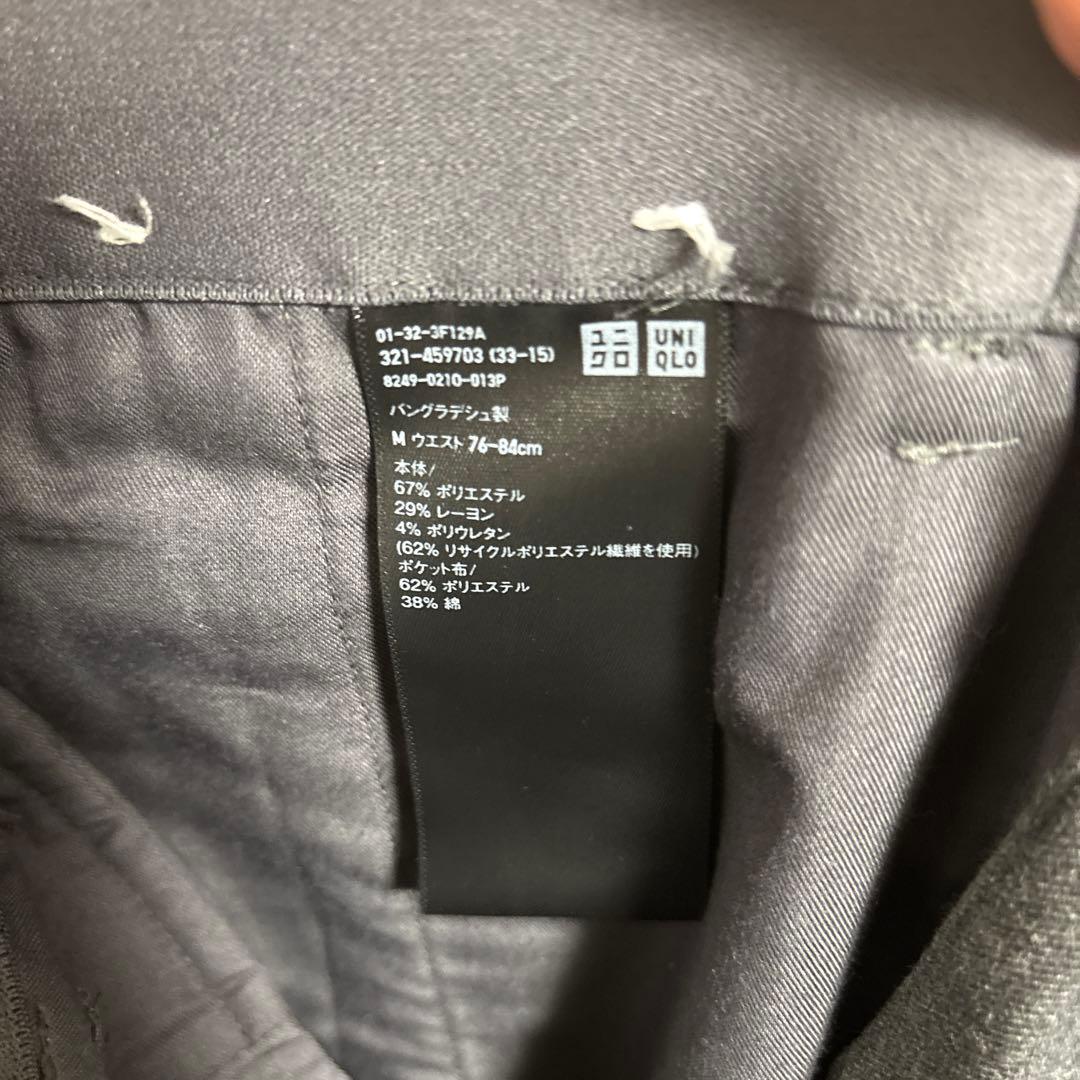 01-32-3F129A
321-459703 (33-15)
8249-0210-013P
ユニ
クロ
UNI
QLO
バングラデシュ製
M ウエスト 76-84cm
本体/
67% ポリエステル
29% レーヨン
4% ポリウレタン
(62% リサイクルポリエステル繊維を使用)
ポケット布/
62% ポリエステル
38% 綿